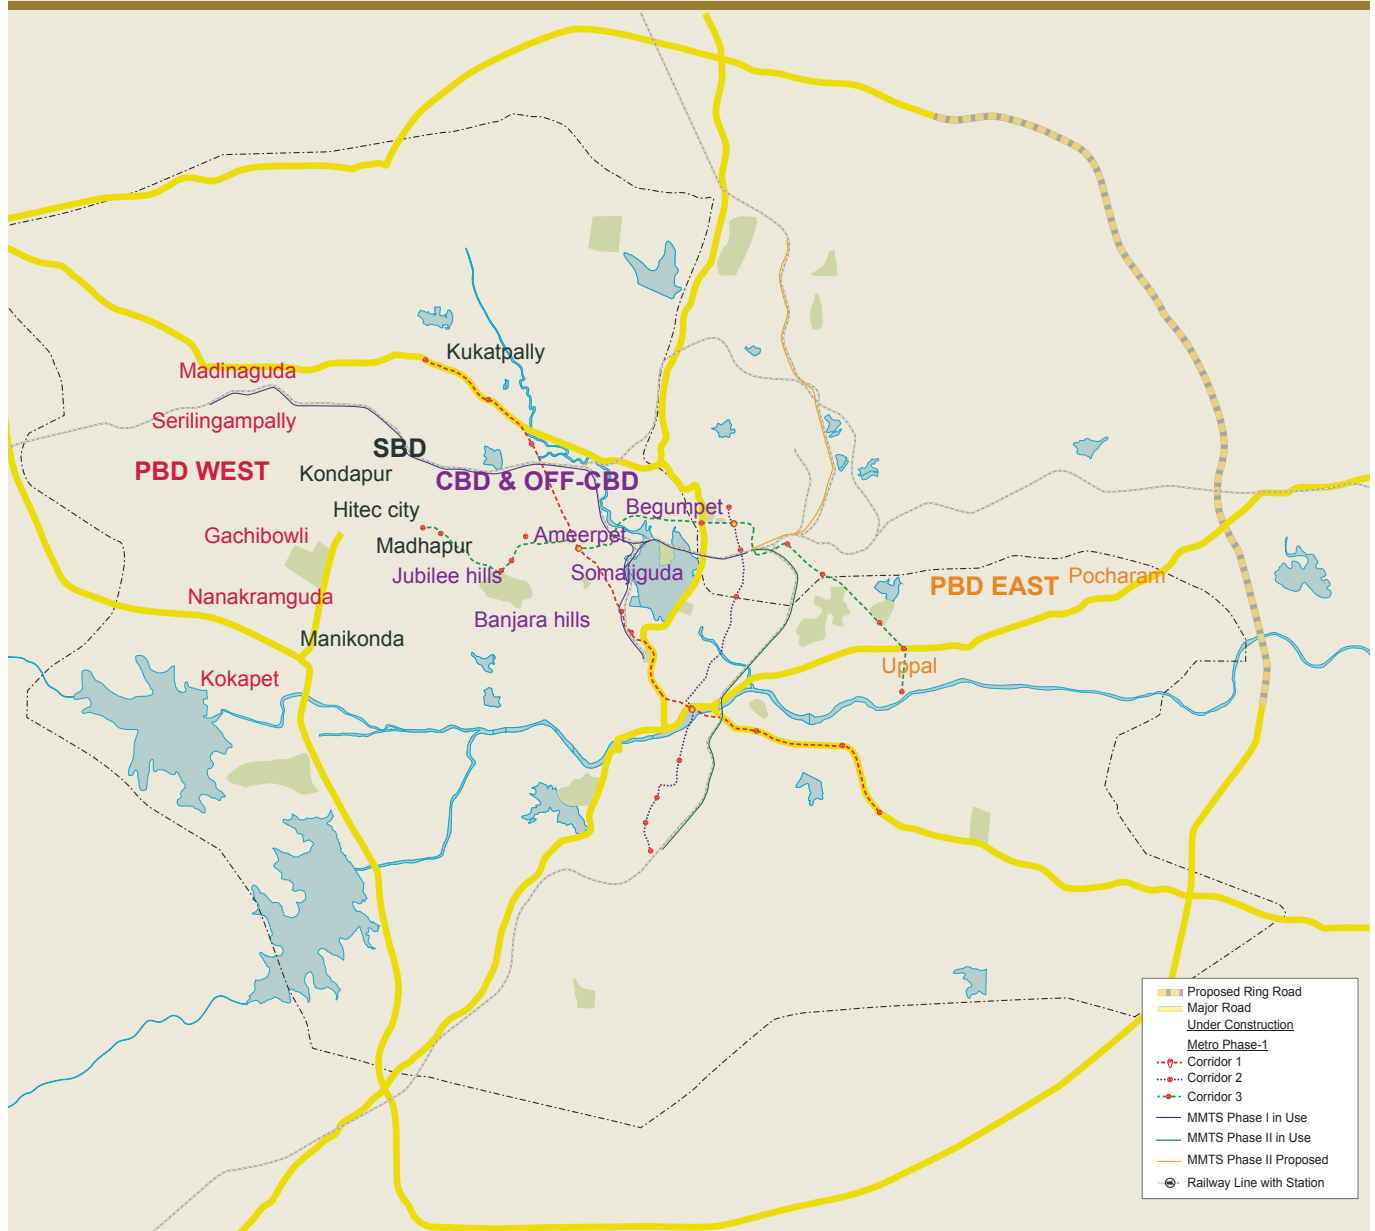 Kukatpally
Madinaguda
Serilingampally
SBD
PBD WEST
Kondapur
CBD & OFF-CBD
Hitec city
Begumpet
Gachibowli
Madhapur
Ameerpet
Jubilee hills
Somajiguda
PBD EAST
Pocharam
Nanakramguda
Banjara hills
Manikonda
Uppal
Kokapet
Proposed Ring Road
Major Road
Under Construction
Metro Phase-1
Corridor 1
Corridor 2
Corridor 3
MMTS Phase I in Use
MMTS Phase II in Use
MMTS Phase II Proposed
Railway Line with Station